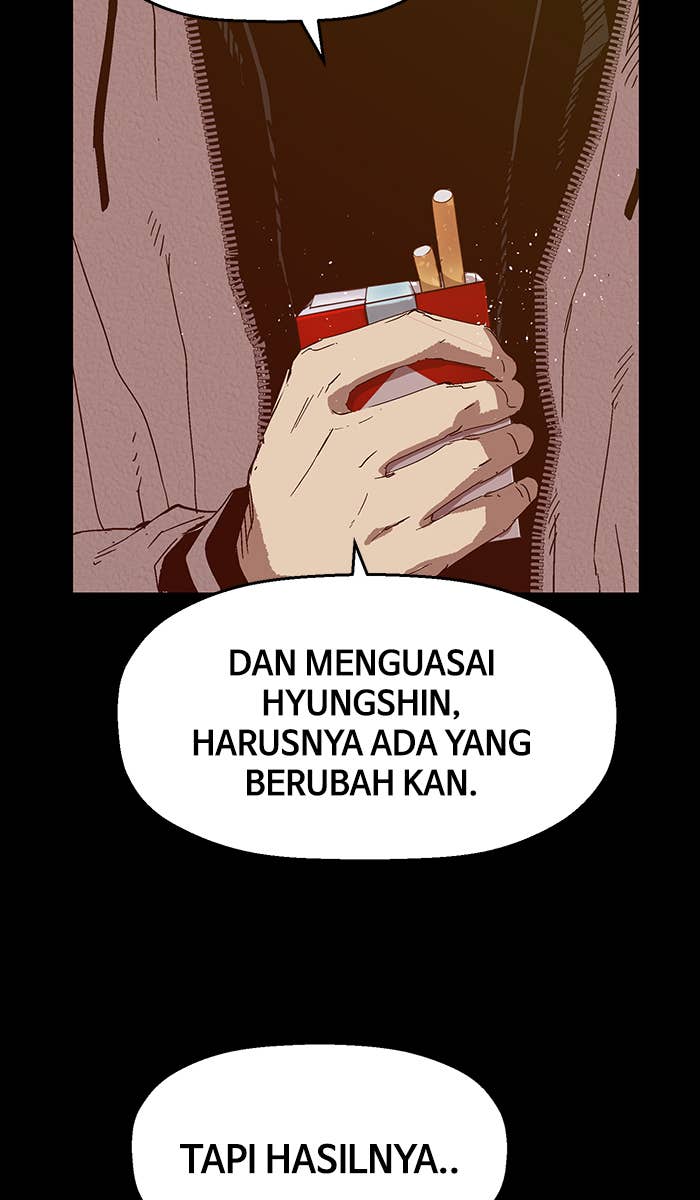 DAN MENGUASAI
HYUNGSHIN,
HARUSNYA ADA YANG
BERUBAH KAN.
TAPI HASILNYA..